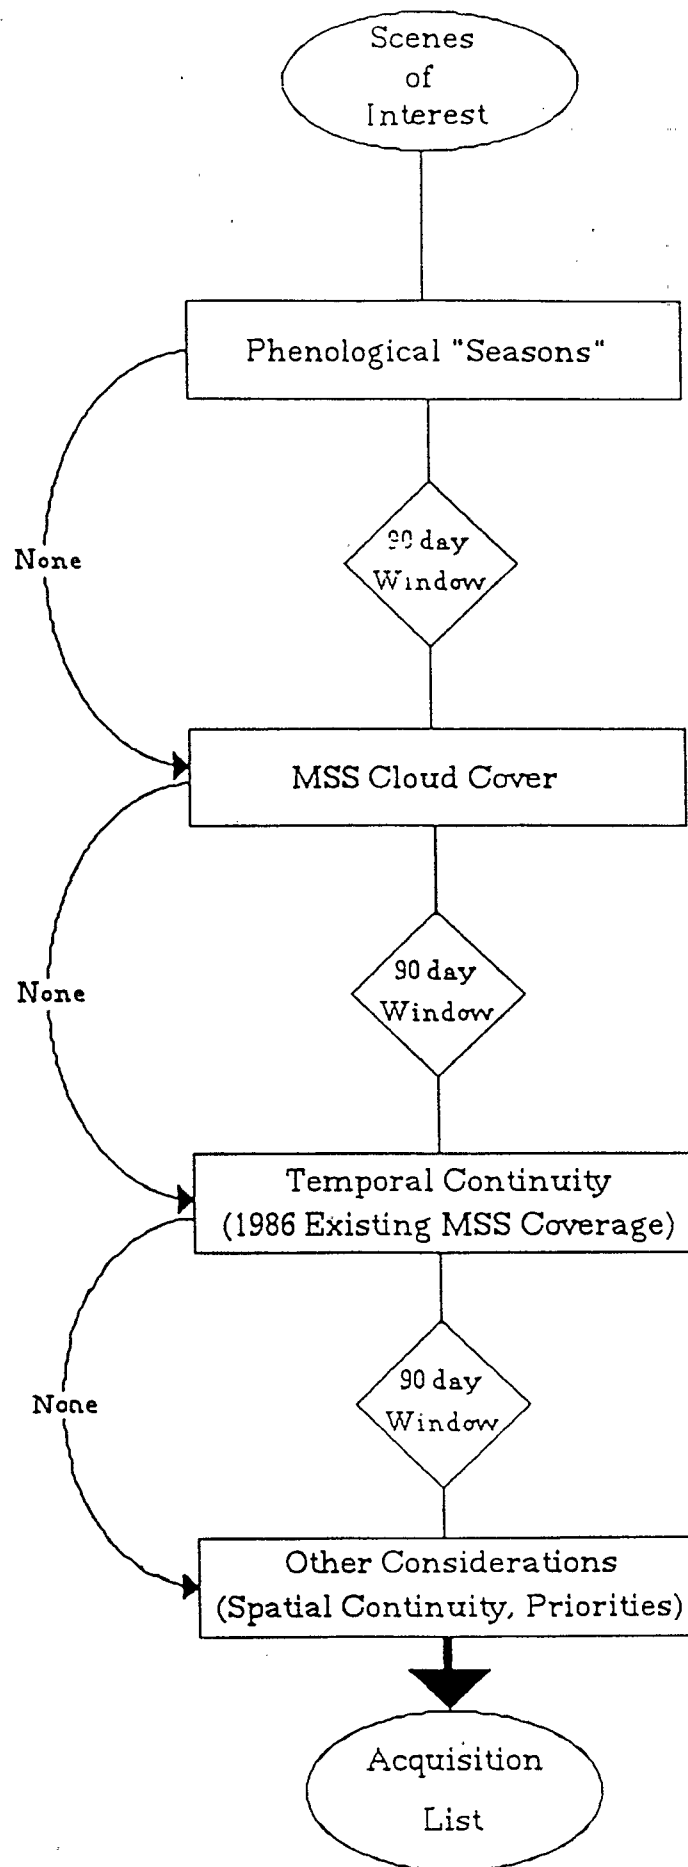 Scenes
of
Interest
Phenological "Seasons"
None
90 day
Window
MSS Cloud Cover
None
90 day
Window
Temporal Continuity
(1986 Existing MSS Coverage)
None
90 day
Window
Other Considerations
(Spatial Continuity, Priorities)
Acquisition
List